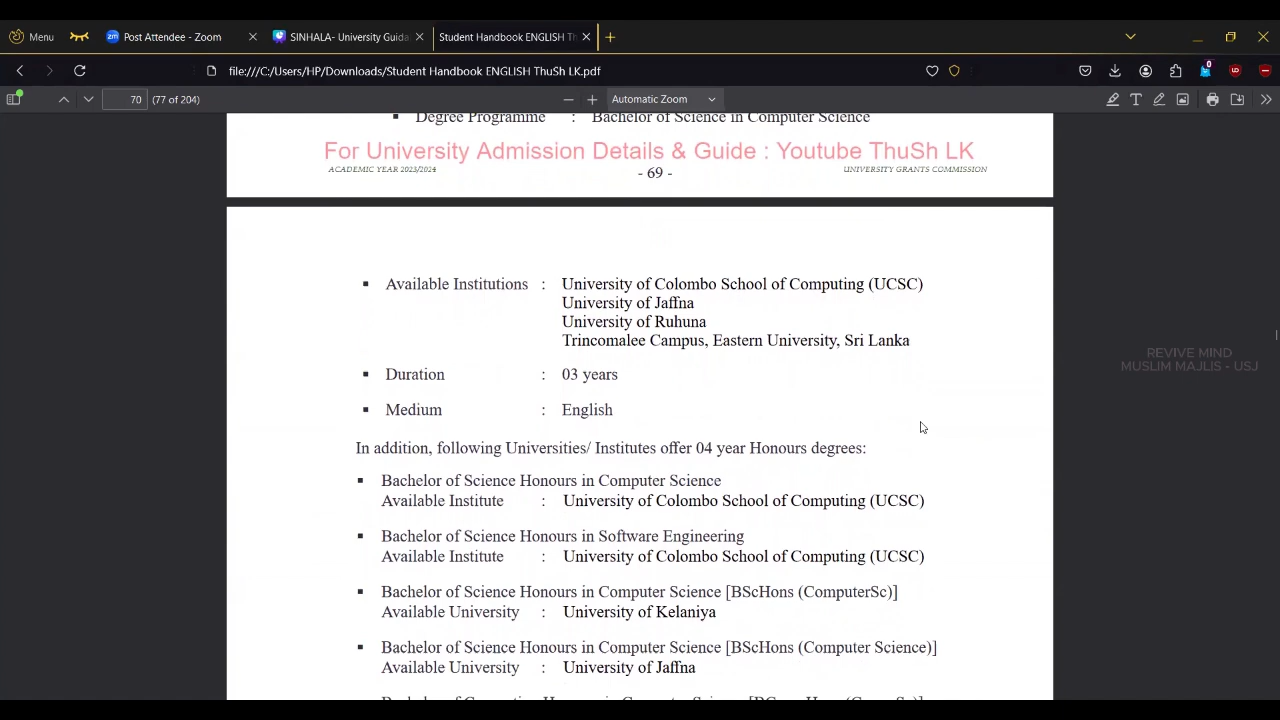 Menu
zm Post Attendee - Zoom
SINHALA- University Guida
Student Handbook ENGLISH Th
file:///C:/Users/HP/Downloads/Student Handbook ENGLISH ThuSh LK.pdf
0
70 (77 of 204)
Automatic Zoom
▪ Degree Programme : Bachelor of Science in Computer Science
For University Admission Details & Guide : Youtube ThuSh LK
ACADEMIC YEAR 2023/2024
- 69 -
UNIVERSITY GRANTS COMMISSION
▪ Available Institutions : University of Colombo School of Computing (UCSC)
University of Jaffna
University of Ruhuna
Trincomalee Campus, Eastern University, Sri Lanka
▪ Duration : 03 years
▪ Medium : English
REVIVE MIND
MUSLIM MAJLIS - USJ
In addition, following Universities/ Institutes offer 04 year Honours degrees:
▪ Bachelor of Science Honours in Computer Science
Available Institute : University of Colombo School of Computing (UCSC)
▪ Bachelor of Science Honours in Software Engineering
Available Institute : University of Colombo School of Computing (UCSC)
▪ Bachelor of Science Honours in Computer Science [BScHons (ComputerSc)]
Available University : University of Kelaniya
▪ Bachelor of Science Honours in Computer Science [BScHons (Computer Science)]
Available University : University of Jaffna